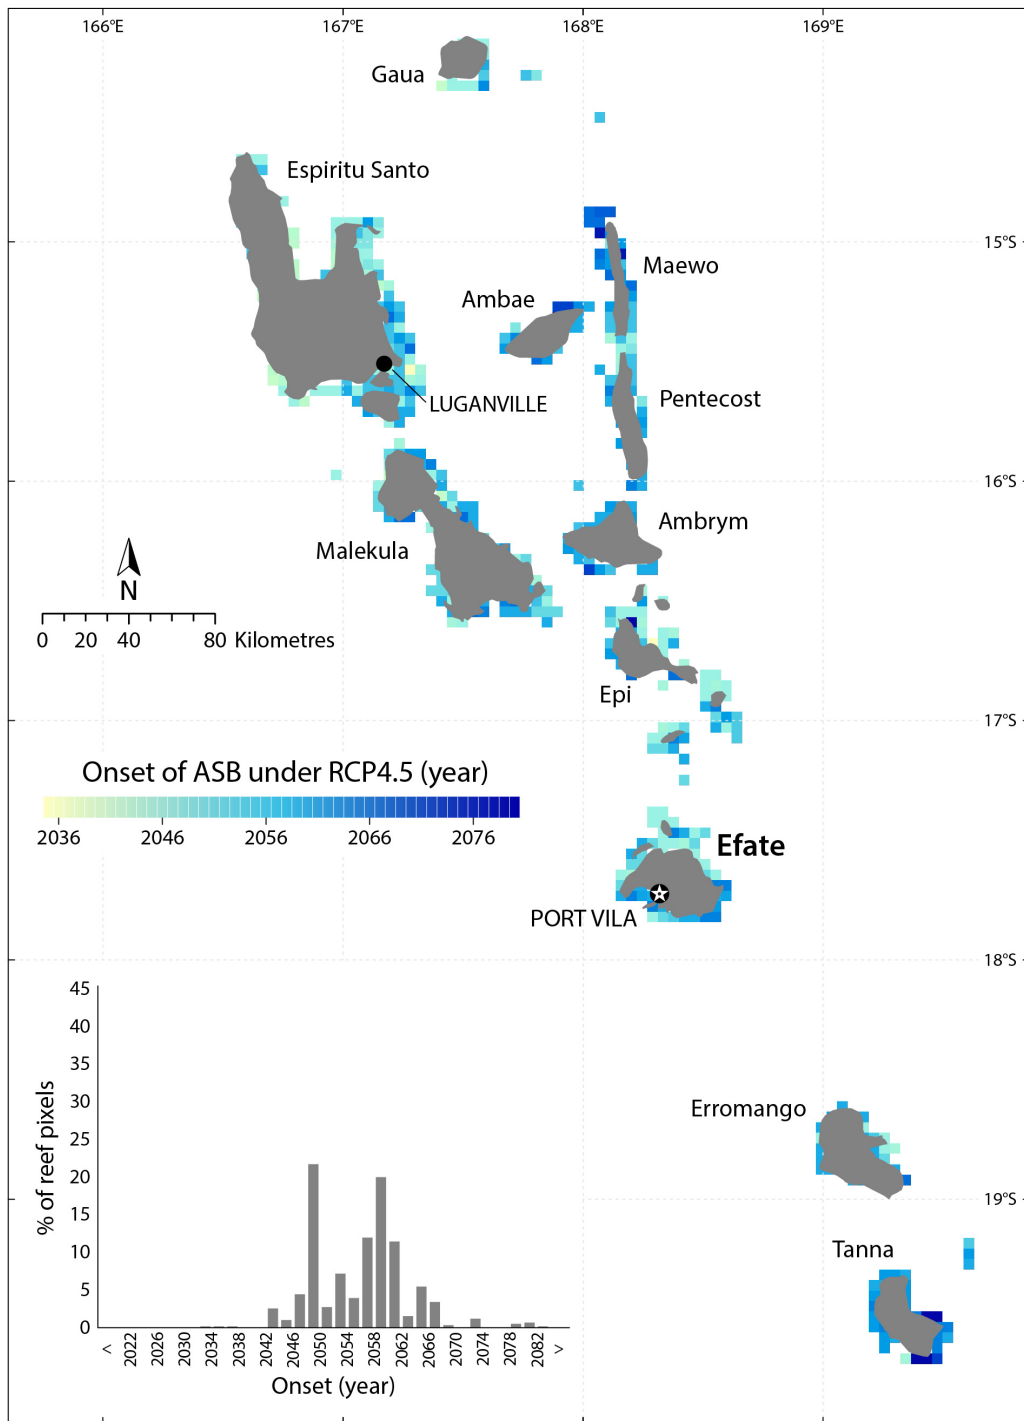 166°E 167°E 168°E 169°E
Gaua
Espiritu Santo
15°S
Maewo
Ambae
Pentecost
LUGANVILLE
16°S
Ambrym
Malekula
N
0 20 40 80 Kilometres
Epi
17°S
Onset of ASB under RCP4.5 (year)
2036 2046 2056 2066 2076
Efate
PORT VILA
18°S
45
40
35
30
25
20
15
10
5
0
% of reef pixels
< 2022 2026 2030 2034 2038 2042 2046 2050 2054 2058 2062 2066 2070 2074 2078 2082 >
Onset (year)
Erromango
19°S
Tanna